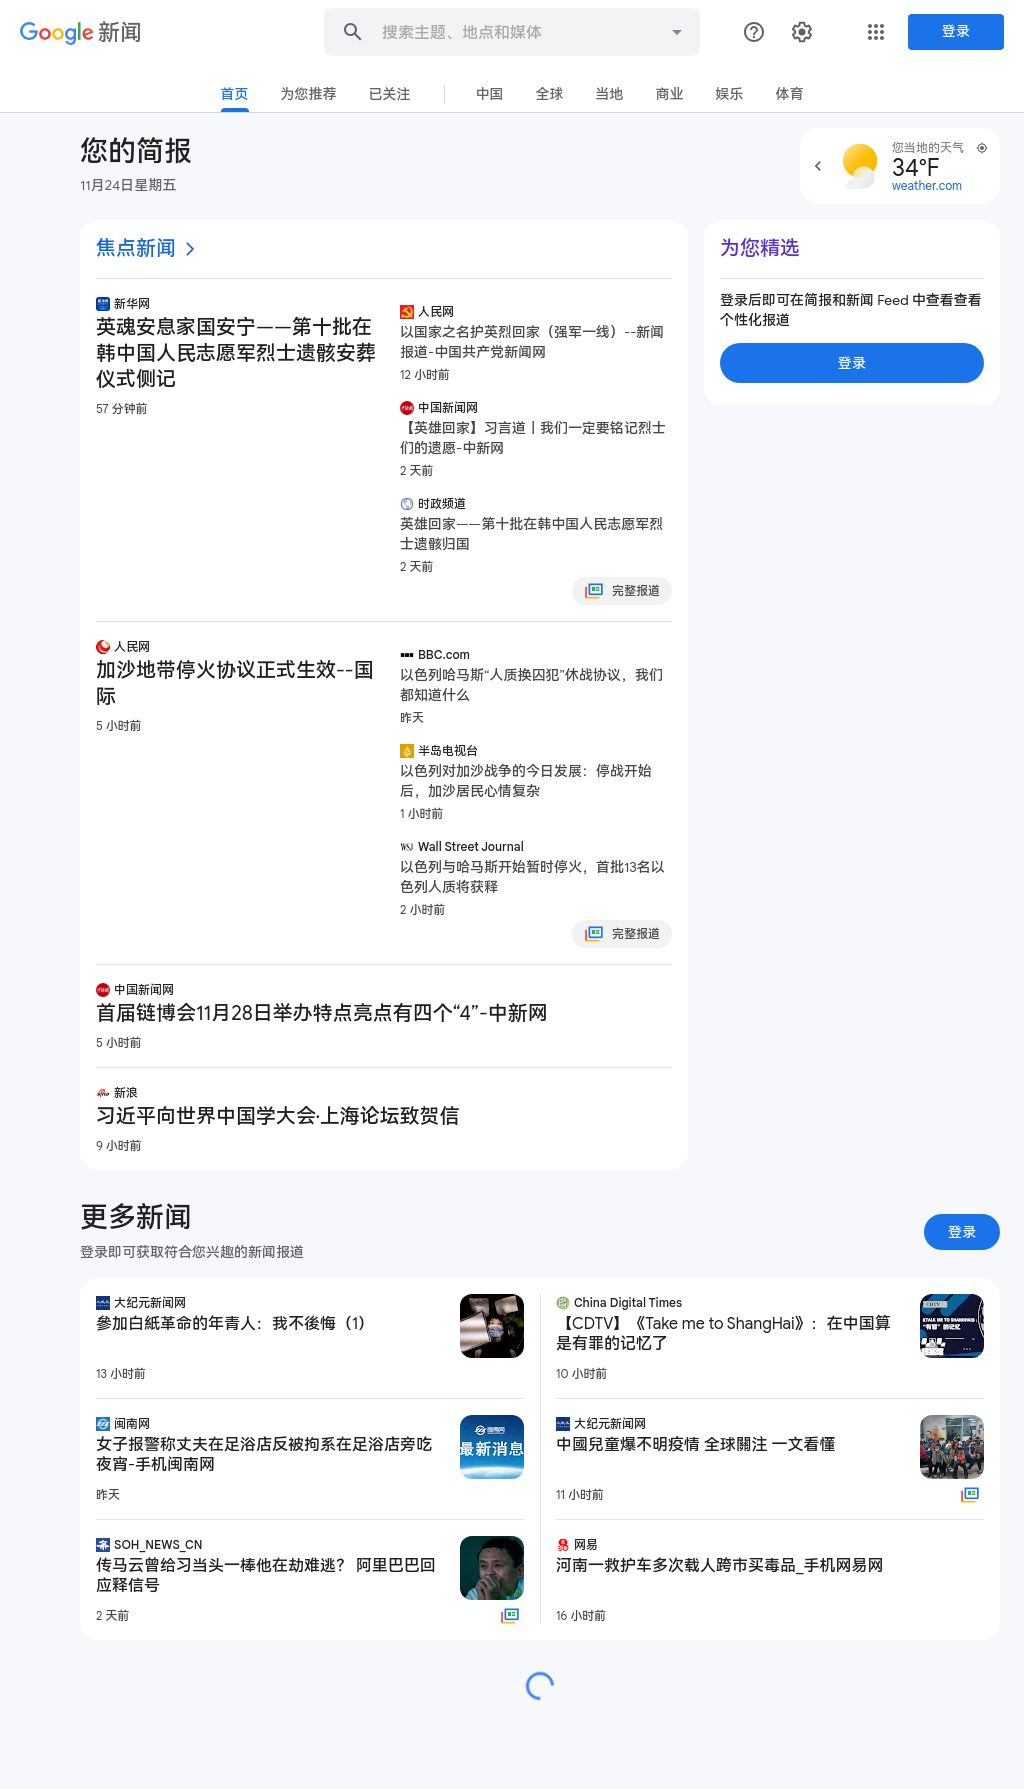 Google 新闻
搜索主题、地点和媒体
登录
首页
为您推荐
已关注
中国
全球
当地
商业
娱乐
体育
您的简报
11月24日星期五
您当地的天气
34°F
weather.com
焦点新闻
新华网
英魂安息家国安宁——第十批在
韩中国人民志愿军烈士遗骸安葬
仪式侧记
57 分钟前
人民网
以国家之名护英烈回家（强军一线）--新闻
报道-中国共产党新闻网
12 小时前
中国新闻网
【英雄回家】习言道丨我们一定要铭记烈士
们的遗愿-中新网
2 天前
时政频道
英雄回家——第十批在韩中国人民志愿军烈
士遗骸归国
2 天前
完整报道
人民网
加沙地带停火协议正式生效--国
际
5 小时前
BBC.com
以色列哈马斯“人质换囚犯”休战协议，我们
都知道什么
昨天
半岛电视台
以色列对加沙战争的今日发展：停战开始
后，加沙居民心情复杂
1 小时前
WSJ
Wall Street Journal
以色列与哈马斯开始暂时停火，首批13名以
色列人质将获释
2 小时前
完整报道
中国新闻网
首届链博会11月28日举办特点亮点有四个“4”-中新网
5 小时前
新浪
习近平向世界中国学大会·上海论坛致贺信
9 小时前
为您精选
登录后即可在简报和新闻 Feed 中查看查看
个性化报道
登录
更多新闻
登录即可获取符合您兴趣的新闻报道
登录
大纪元新闻网
參加白紙革命的年青人：我不後悔（1）
13 小时前
China Digital Times
【CDTV】《Take me to ShangHai》：在中国算
是有罪的记忆了
10 小时前
CDTV
TALK ME TO SHANGHAI
“有罪”的记忆
闽南网
女子报警称丈夫在足浴店反被拘系在足浴店旁吃
夜宵-手机闽南网
昨天
最新消息
大纪元新闻网
中國兒童爆不明疫情 全球關注 一文看懂
11 小时前
SOH_NEWS_CN
传马云曾给习当头一棒他在劫难逃？ 阿里巴巴回
应释信号
2 天前
网易
河南一救护车多次载人跨市买毒品_手机网易网
16 小时前